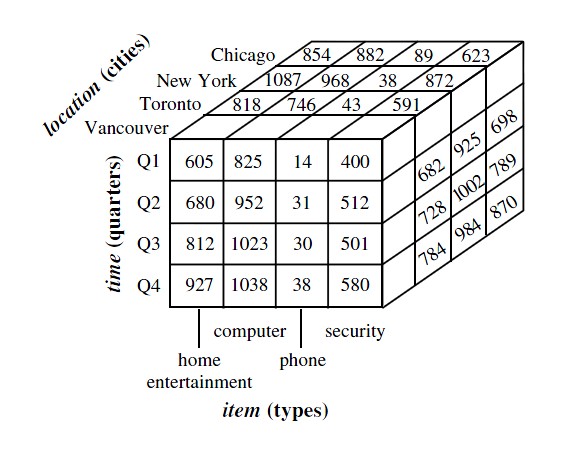 location (cities)
Chicago 854 882 89 623
New York 1087 968 38 872
Toronto 818 746 43 591
Vancouver
time (quarters)
Q1 605 825 14 400
Q2 680 952 31 512
Q3 812 1023 30 501
Q4 927 1038 38 580
682 925 698
728 1002 789
784 984 870
computer security
home phone
entertainment
item (types)